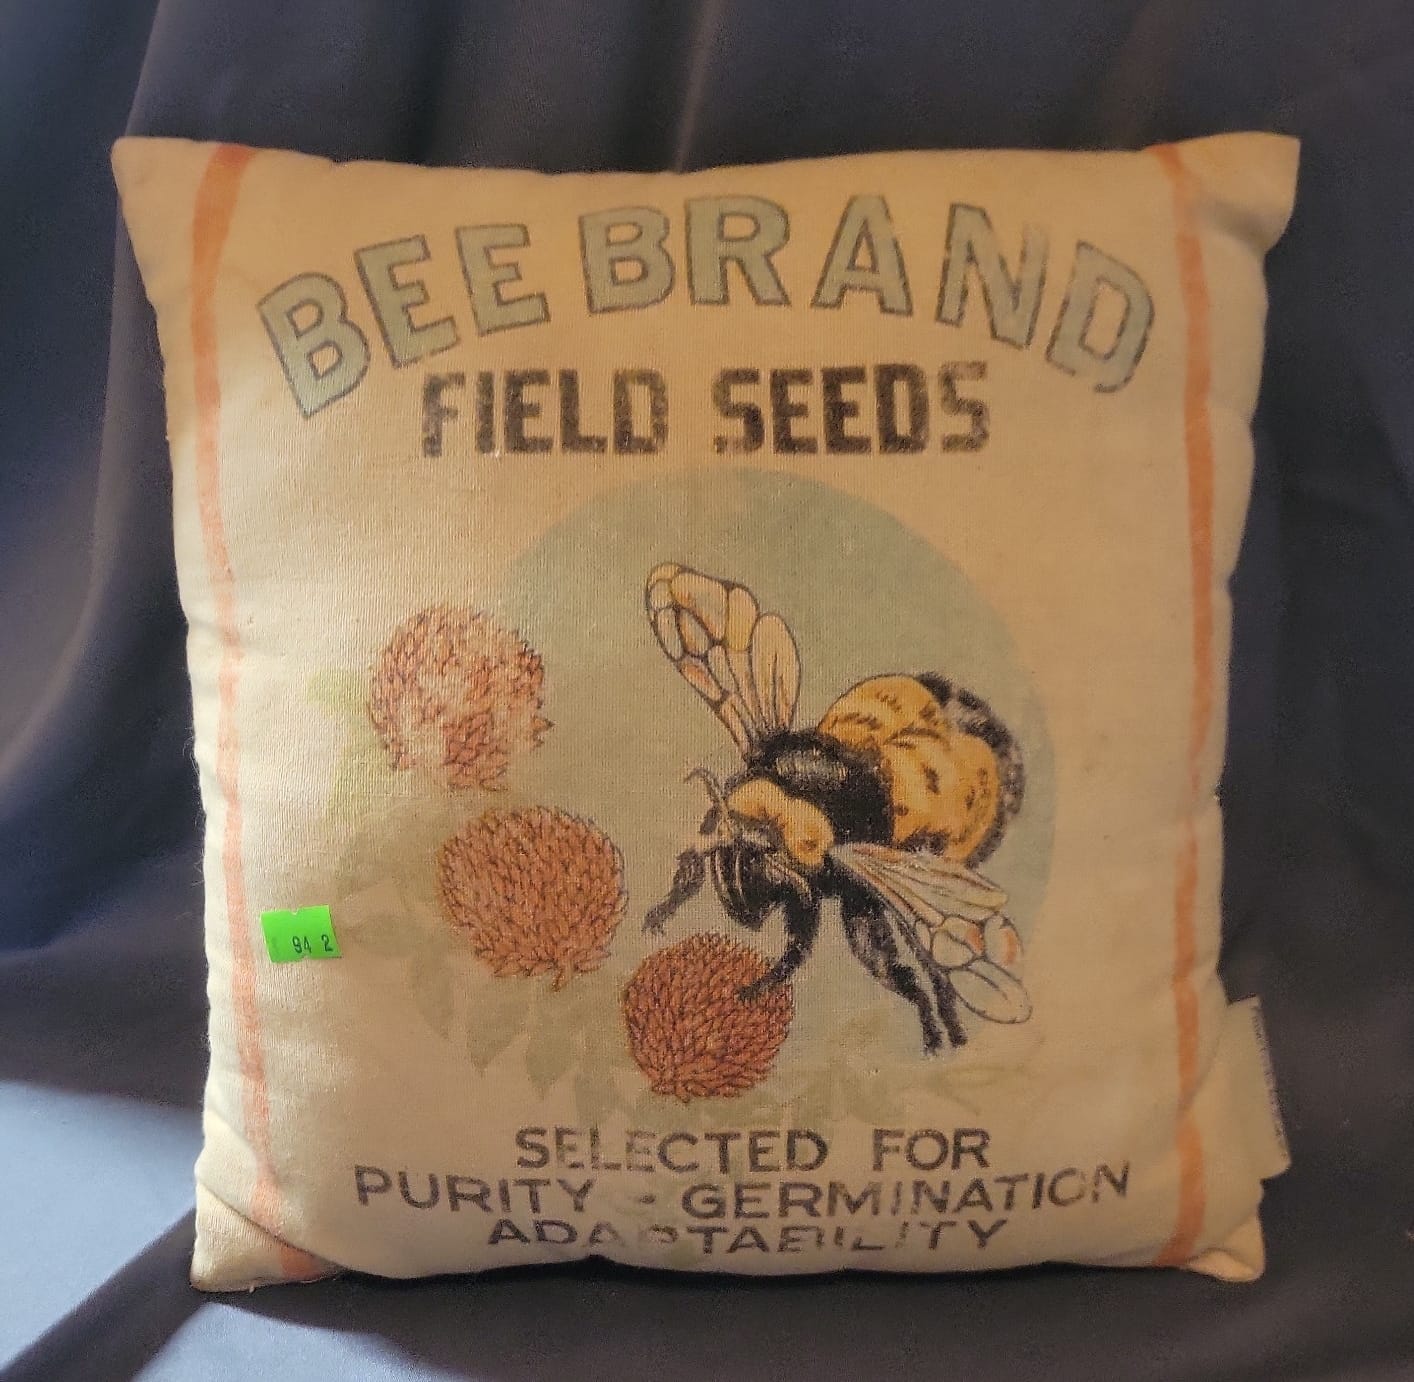 BEE BRAND
FIELD SEEDS
94 2
SELECTED FOR
PURITY - GERMINATION
ADAPTABILITY